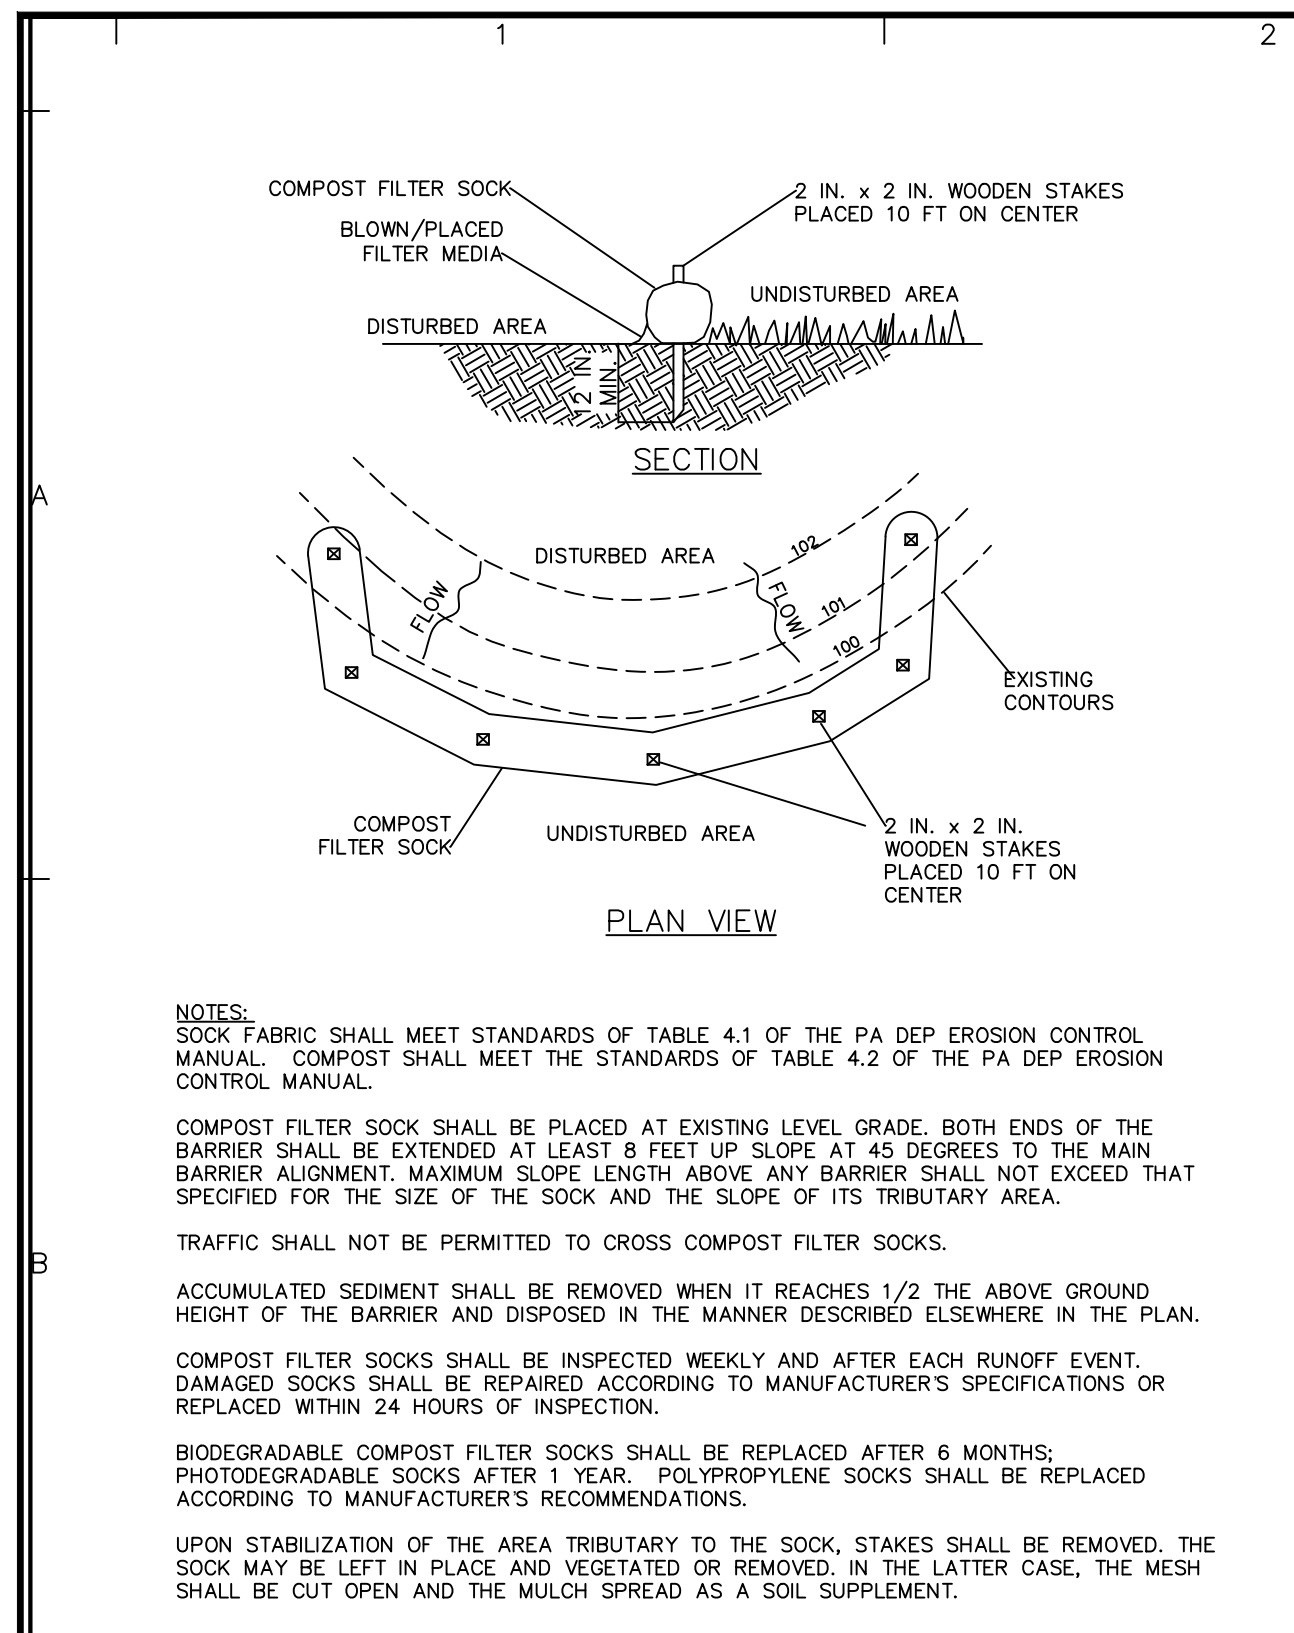 1
2
COMPOST FILTER SOCK
2 IN. x 2 IN. WOODEN STAKES
PLACED 10 FT ON CENTER
BLOWN/PLACED
FILTER MEDIA
UNDISTURBED AREA
DISTURBED AREA
12 IN
MIN.
SECTION
A
DISTURBED AREA
102
FLOW
FLOW
101
100
EXISTING
CONTOURS
COMPOST
FILTER SOCK
UNDISTURBED AREA
2 IN. x 2 IN.
WOODEN STAKES
PLACED 10 FT ON
CENTER
PLAN VIEW
NOTES:
SOCK FABRIC SHALL MEET STANDARDS OF TABLE 4.1 OF THE PA DEP EROSION CONTROL
MANUAL. COMPOST SHALL MEET THE STANDARDS OF TABLE 4.2 OF THE PA DEP EROSION
CONTROL MANUAL.
COMPOST FILTER SOCK SHALL BE PLACED AT EXISTING LEVEL GRADE. BOTH ENDS OF THE
BARRIER SHALL BE EXTENDED AT LEAST 8 FEET UP SLOPE AT 45 DEGREES TO THE MAIN
BARRIER ALIGNMENT. MAXIMUM SLOPE LENGTH ABOVE ANY BARRIER SHALL NOT EXCEED THAT
SPECIFIED FOR THE SIZE OF THE SOCK AND THE SLOPE OF ITS TRIBUTARY AREA.
TRAFFIC SHALL NOT BE PERMITTED TO CROSS COMPOST FILTER SOCKS.
B
ACCUMULATED SEDIMENT SHALL BE REMOVED WHEN IT REACHES 1/2 THE ABOVE GROUND
HEIGHT OF THE BARRIER AND DISPOSED IN THE MANNER DESCRIBED ELSEWHERE IN THE PLAN.
COMPOST FILTER SOCKS SHALL BE INSPECTED WEEKLY AND AFTER EACH RUNOFF EVENT.
DAMAGED SOCKS SHALL BE REPAIRED ACCORDING TO MANUFACTURER'S SPECIFICATIONS OR
REPLACED WITHIN 24 HOURS OF INSPECTION.
BIODEGRADABLE COMPOST FILTER SOCKS SHALL BE REPLACED AFTER 6 MONTHS;
PHOTODEGRADABLE SOCKS AFTER 1 YEAR. POLYPROPYLENE SOCKS SHALL BE REPLACED
ACCORDING TO MANUFACTURER'S RECOMMENDATIONS.
UPON STABILIZATION OF THE AREA TRIBUTARY TO THE SOCK, STAKES SHALL BE REMOVED. THE
SOCK MAY BE LEFT IN PLACE AND VEGETATED OR REMOVED. IN THE LATTER CASE, THE MESH
SHALL BE CUT OPEN AND THE MULCH SPREAD AS A SOIL SUPPLEMENT.